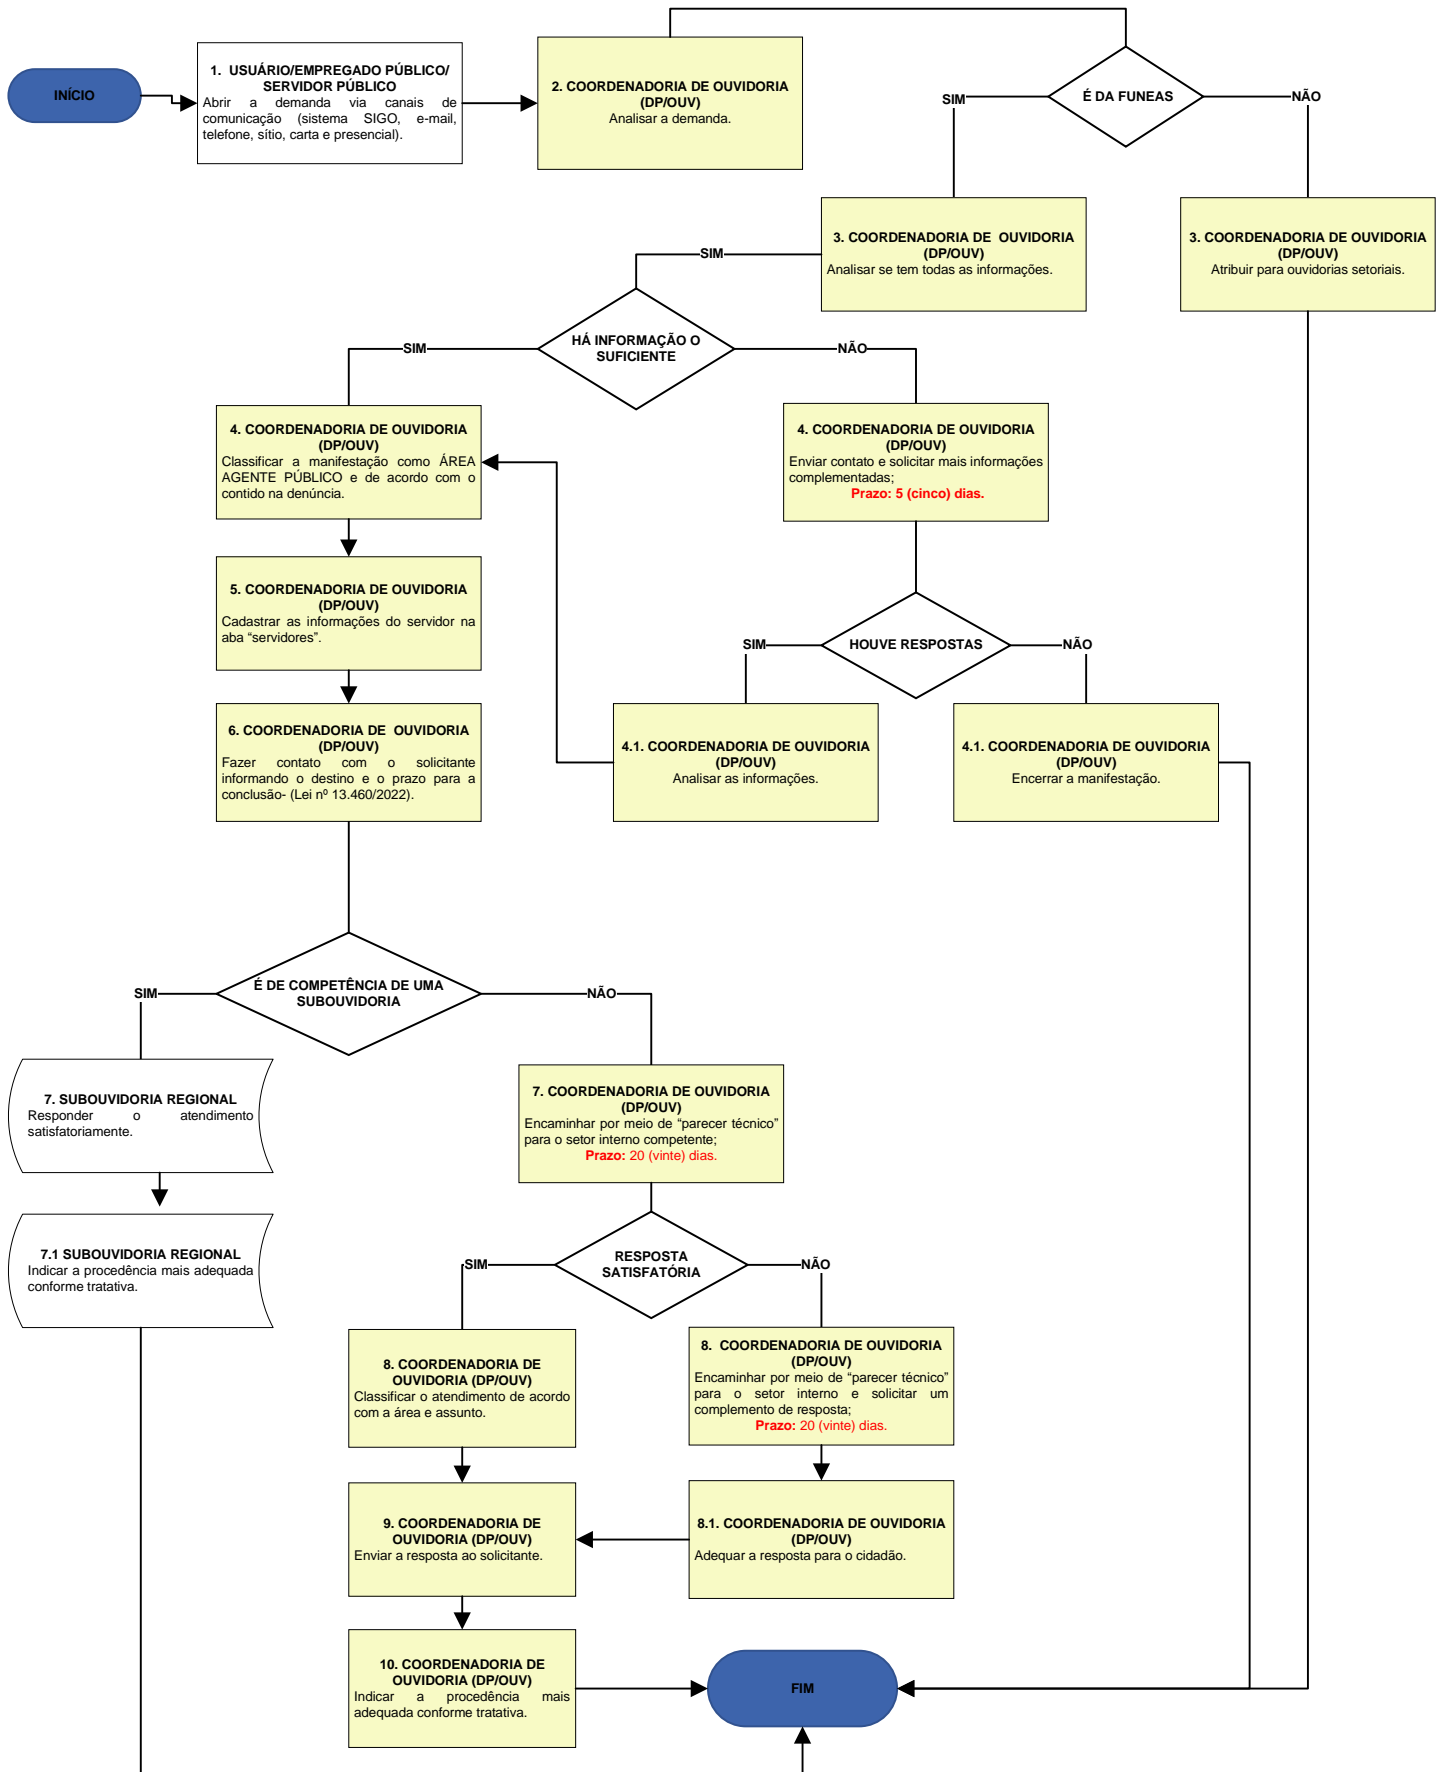 INÍCIO
1. USUÁRIO/EMPREGADO PÚBLICO/
SERVIDOR PÚBLICO
Abrir a demanda via canais de
comunicação (sistema SIGO, e-mail,
telefone, sítio, carta e presencial).
2. COORDENADORIA DE OUVIDORIA
(DP/OUV)
Analisar a demanda.
É DA FUNEAS
SIM
NÃO
3. COORDENADORIA DE OUVIDORIA
(DP/OUV)
Analisar se tem todas as informações.
3. COORDENADORIA DE OUVIDORIA
(DP/OUV)
Atribuir para ouvidorias setoriais.
SIM
HÁ INFORMAÇÃO O
SUFICIENTE
SIM
NÃO
4. COORDENADORIA DE OUVIDORIA
(DP/OUV)
Classificar a manifestação como ÁREA
AGENTE PÚBLICO e de acordo com o
contido na denúncia.
4. COORDENADORIA DE OUVIDORIA
(DP/OUV)
Enviar contato e solicitar mais informações
complementadas;
Prazo: 5 (cinco) dias.
5. COORDENADORIA DE OUVIDORIA
(DP/OUV)
Cadastrar as informações do servidor na
aba “servidores”.
HOUVE RESPOSTAS
SIM
NÃO
6. COORDENADORIA DE OUVIDORIA
(DP/OUV)
Fazer contato com o solicitante
informando o destino e o prazo para a
conclusão- (Lei nº 13.460/2022).
4.1. COORDENADORIA DE OUVIDORIA
(DP/OUV)
Analisar as informações.
4.1. COORDENADORIA DE OUVIDORIA
(DP/OUV)
Encerrar a manifestação.
É DE COMPETÊNCIA DE UMA
SUBOUVIDORIA
SIM
NÃO
7. SUBOUVIDORIA REGIONAL
Responder o atendimento
satisfatoriamente.
7. COORDENADORIA DE OUVIDORIA
(DP/OUV)
Encaminhar por meio de “parecer técnico”
para o setor interno competente;
Prazo: 20 (vinte) dias.
7.1 SUBOUVIDORIA REGIONAL
Indicar a procedência mais adequada
conforme tratativa.
RESPOSTA
SATISFATÓRIA
SIM
NÃO
8. COORDENADORIA DE
OUVIDORIA (DP/OUV)
Classificar o atendimento de acordo
com a área e assunto.
8. COORDENADORIA DE OUVIDORIA
(DP/OUV)
Encaminhar por meio de “parecer técnico”
para o setor interno e solicitar um
complemento de resposta;
Prazo: 20 (vinte) dias.
9. COORDENADORIA DE
OUVIDORIA (DP/OUV)
Enviar a resposta ao solicitante.
8.1. COORDENADORIA DE OUVIDORIA
(DP/OUV)
Adequar a resposta para o cidadão.
10. COORDENADORIA DE
OUVIDORIA (DP/OUV)
Indicar a procedência mais
adequada conforme tratativa.
FIM